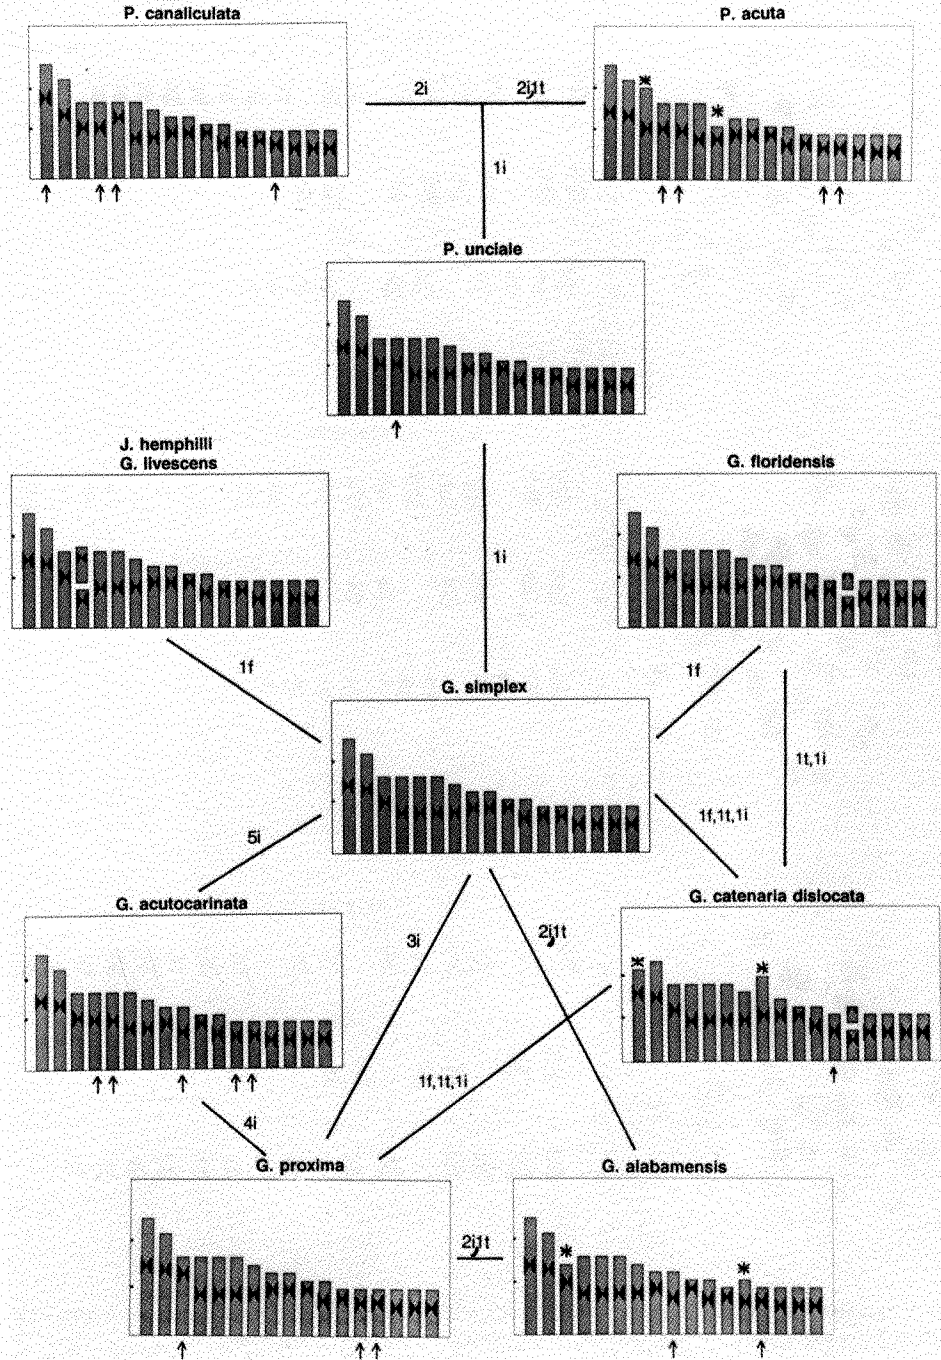 P. canaliculata
P. acuta
2i
2i,1t
1i
P. unciale
J. hemphilli
G. livescens
G. floridensis
1i
1f
1f
G. simplex
1t,1i
1f,1t,1i
5i
G. acutocarinata
G. catenaria dislocata
3i
2i,1t
1f,1t,1i
4i
G. proxima
G. alabamensis
2i,1t